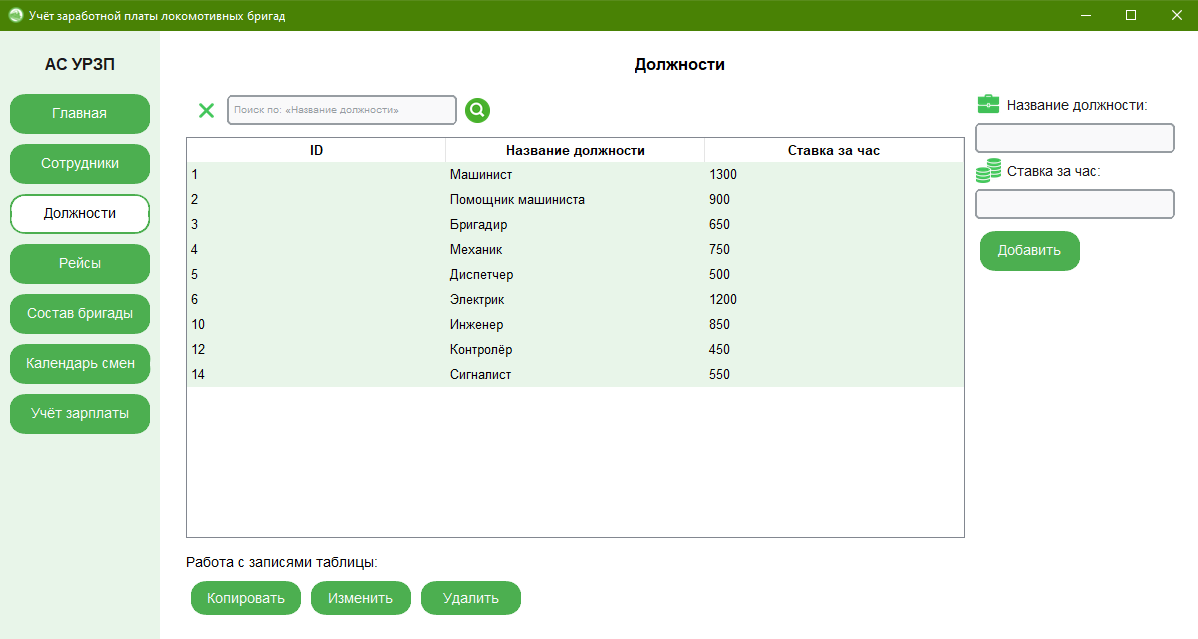 Учёт заработной платы локомотивных бригад
АС УРЗП
Главная
Сотрудники
Должности
Рейсы
Состав бригады
Календарь смен
Учёт зарплаты
Должности
Поиск по: «Название должности»
ID Название должности Ставка за час
1 Машинист 1300
2 Помощник машиниста 900
3 Бригадир 650
4 Механик 750
5 Диспетчер 500
6 Электрик 1200
10 Инженер 850
12 Контролёр 450
14 Сигналист 550
Название должности:
Ставка за час:
Добавить
Работа с записями таблицы:
Копировать Изменить Удалить